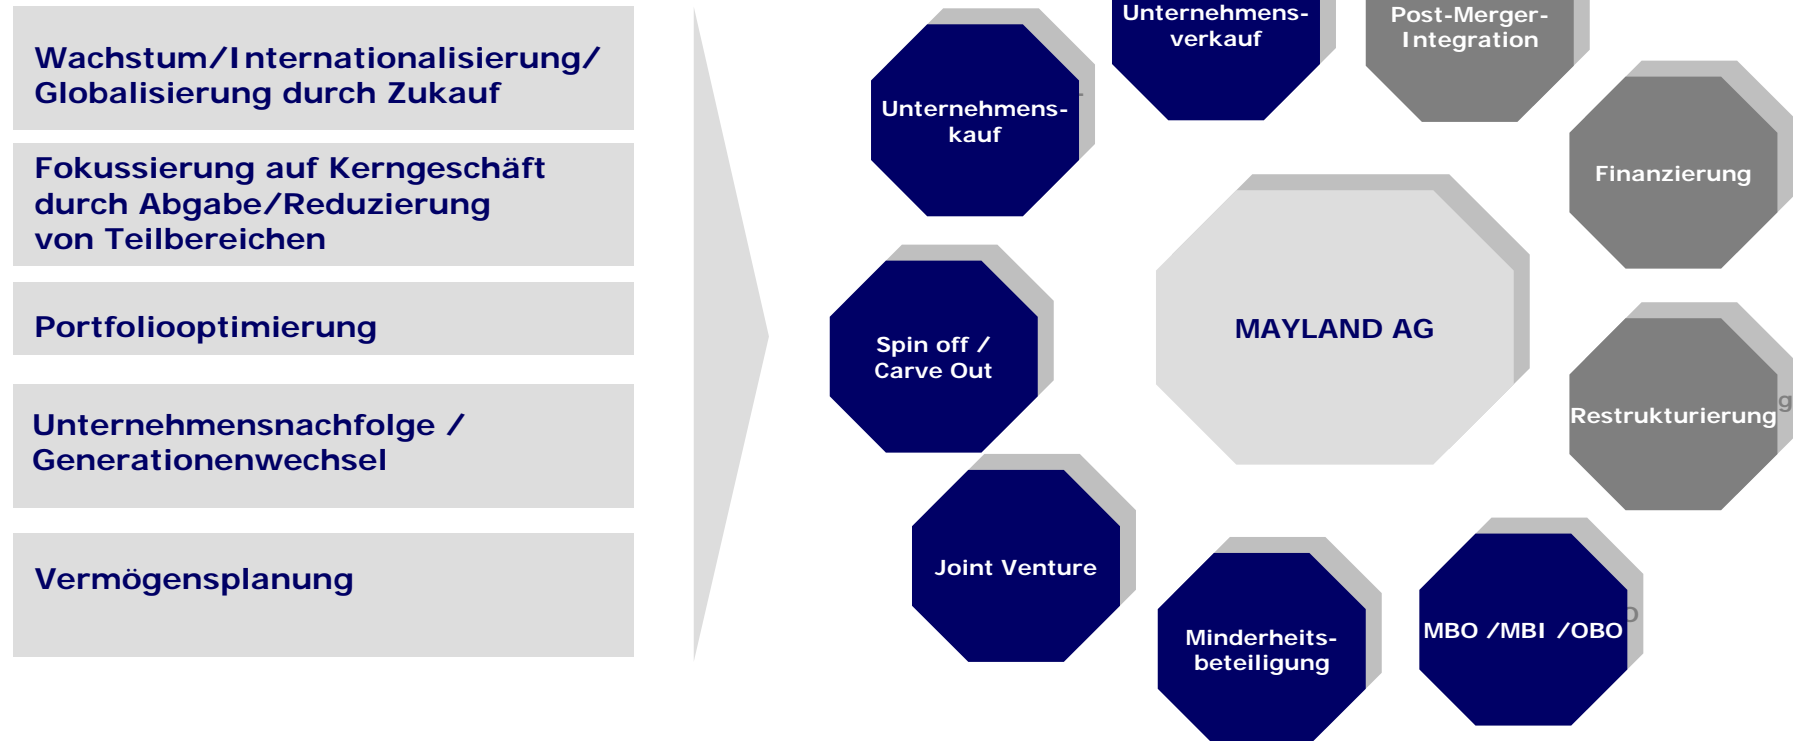 Wachstum/Internationalisierung/
Globalisierung durch Zukauf
Fokussierung auf Kerngeschäft
durch Abgabe/Reduzierung
von Teilbereichen
Portfoliooptimierung
Unternehmensnachfolge /
Generationenwechsel
Vermögensplanung
Unternehmens-
verkauf
Post-Merger-
Integration
Unternehmens-
kauf
Finanzierung
MAYLAND AG
Spin off /
Carve Out
Restrukturierung
Joint Venture
Minderheits-
beteiligung
MBO /MBI /OBO